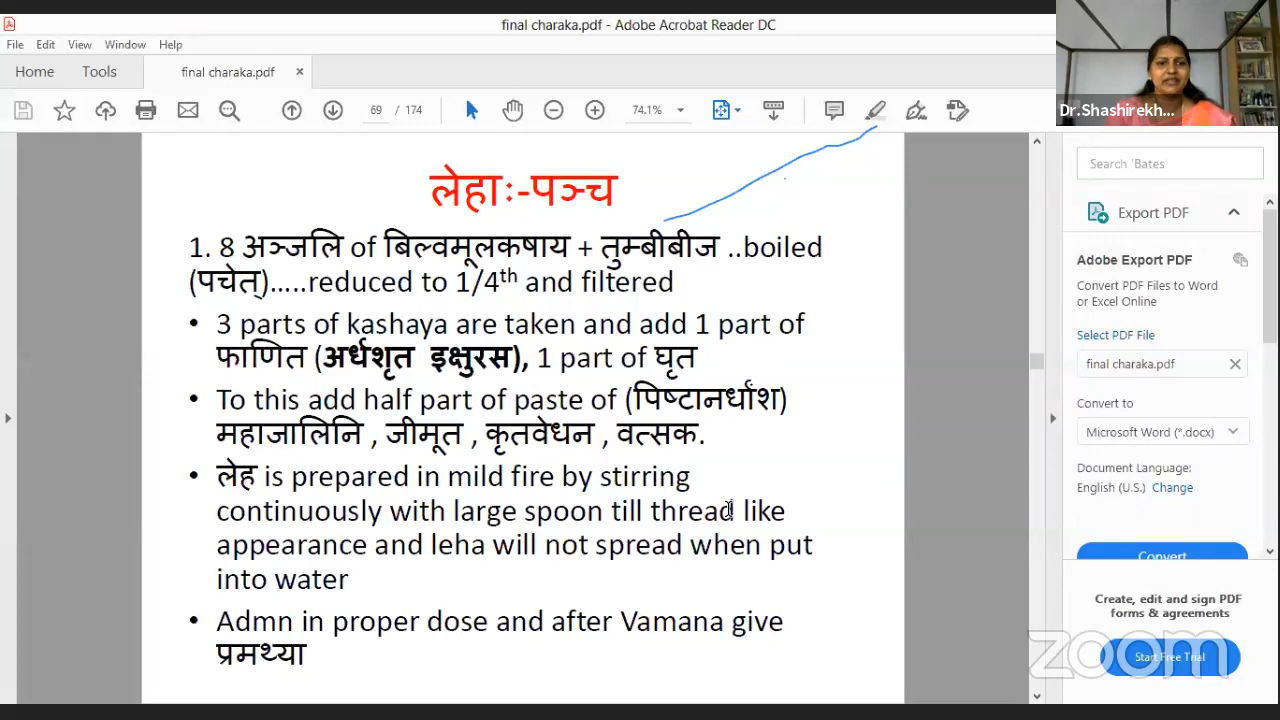 final charaka.pdf - Adobe Acrobat Reader DC
File Edit View Window Help
Home Tools final charaka.pdf ×
69 / 174 74.1%
Dr.Shashirekh...
लेहाः-पञ्च
1. 8 अञ्जलि of बिल्वमूलकषाय + तुम्बीबीज ..boiled
(पचेत्)…..reduced to 1/4th and filtered
• 3 parts of kashaya are taken and add 1 part of
फाणित (अर्धशृत इक्षुरस), 1 part of घृत
• To this add half part of paste of (पिष्टानर्धांश)
महाजालिनि , जीमूत , कृतवेधन , वत्सक.
• लेह is prepared in mild fire by stirring
continuously with large spoon till thread like
appearance and leha will not spread when put
into water
• Admn in proper dose and after Vamana give
प्रमथ्या
Search 'Bates'
Export PDF
Adobe Export PDF
Convert PDF Files to Word
or Excel Online
Select PDF File
final charaka.pdf
Convert to
Microsoft Word (*.docx)
Document Language:
English (U.S.) Change
Convert
Create, edit and sign PDF
forms & agreements
Start Free Trial
zoom